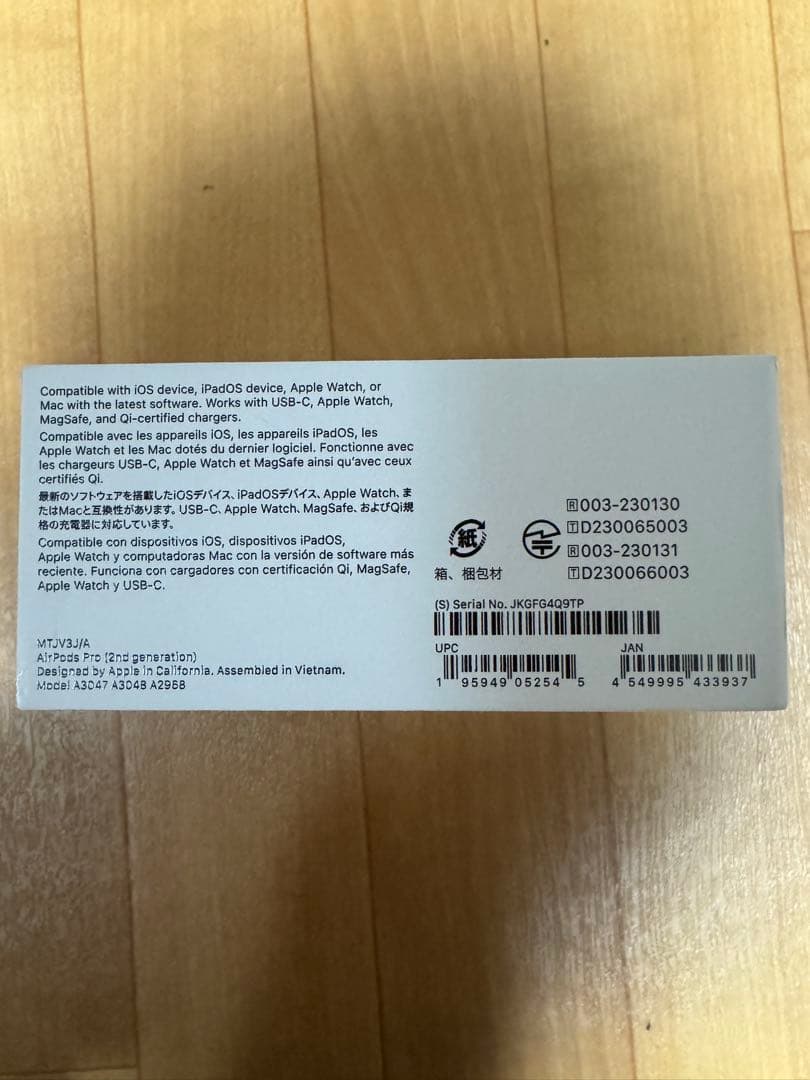 Compatible with iOS device, iPadOS device, Apple Watch, or
Mac with the latest software. Works with USB-C, Apple Watch,
MagSafe, and Qi-certified chargers.
Compatible avec les appareils iOS, les appareils iPadOS, les
Apple Watch et les Mac dotés du dernier logiciel. Fonctionne avec
les chargeurs USB-C, Apple Watch et MagSafe ainsi qu'avec ceux
certifiés Qi.
最新のソフトウェアを搭載したiOSデバイス、iPadOSデバイス、Apple Watch、ま
たはMacと互換性があります。USB-C、Apple Watch、MagSafe、およびQi規
格の充電器に対応しています。
Compatible con dispositivos iOS, dispositivos iPadOS,
Apple Watch y computadoras Mac con la versión de software más
reciente. Funciona con cargadores con certificación Qi, MagSafe,
Apple Watch y USB-C.
MTJV3J/A
AirPods Pro (2nd generation)
Designed by Apple in California. Assembled in Vietnam.
Model A3047 A3048 A2968
紙
箱、梱包材
R 003-230130
T D230065003
R 003-230131
T D230066003
(S) Serial No. JKGFG4Q9TP
UPC
1 95949 05254 5
JAN
4 549995 433937